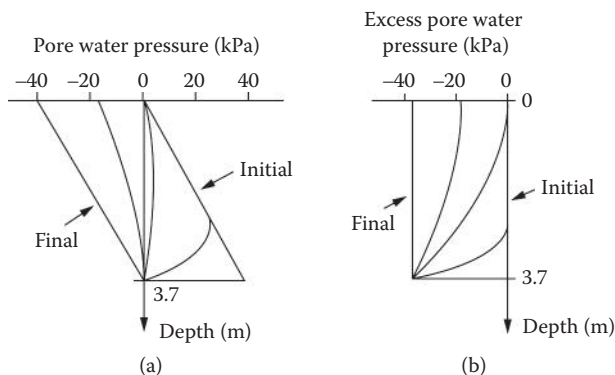 Pore water pressure (kPa)
–40 –20 0 20 40
Initial
Final
3.7
Depth (m)
(a)
Excess pore water
pressure (kPa)
–40 –20 0
0
Initial
Final
3.7
Depth (m)
(b)